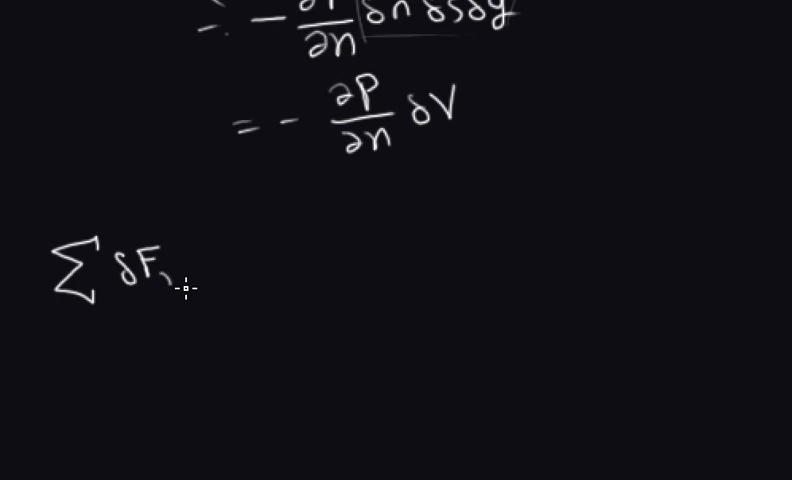 = - ∂P/∂n δn δs δy
= - ∂P/∂n δV
∑ δF